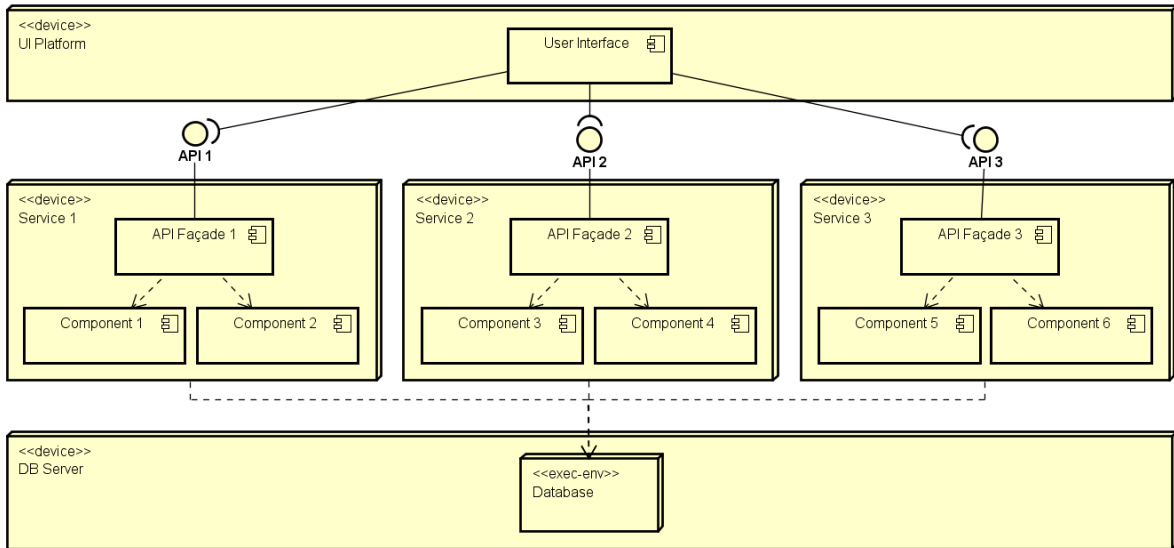 <<device>>
UI Platform
User Interface
API 1
API 2
API 3
<<device>>
Service 1
API Façade 1
Component 1
Component 2
<<device>>
Service 2
API Façade 2
Component 3
Component 4
<<device>>
Service 3
API Façade 3
Component 5
Component 6
<<device>>
DB Server
<<exec-env>>
Database